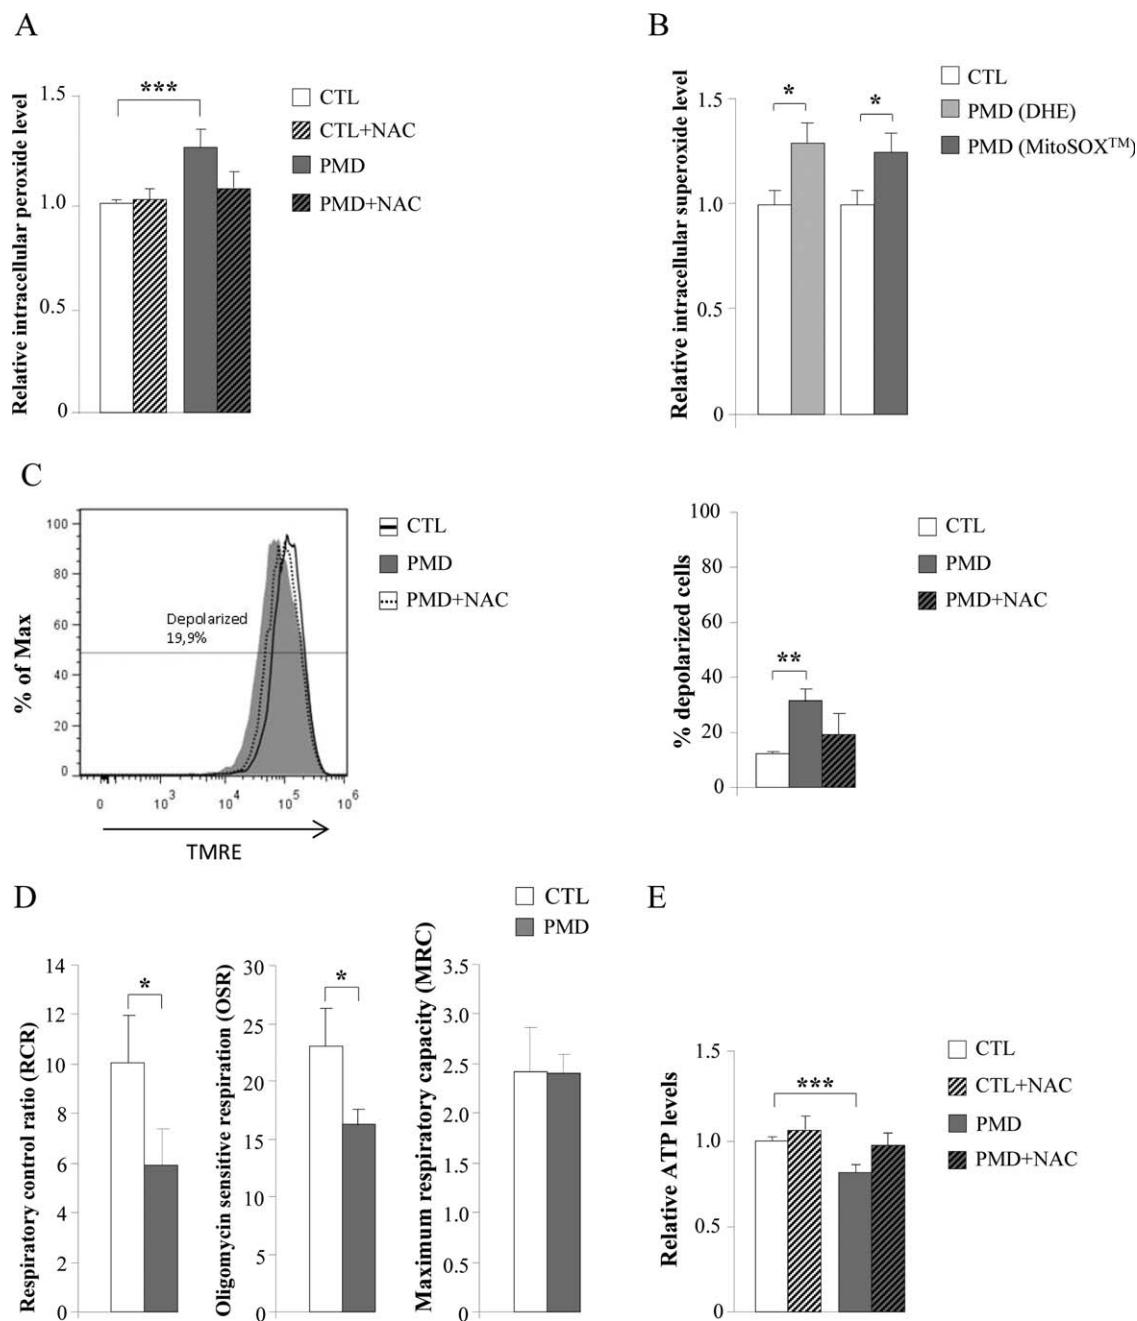 A
Relative intracellular peroxide level
1.5
1.0
0.5
0
***
CTL
CTL+NAC
PMD
PMD+NAC
B
Relative intracellular superoxide level
1.5
1.0
0.5
0
*
*
CTL
PMD (DHE)
PMD (MitoSOX™)
C
% of Max
100
80
60
40
20
0
Depolarized
19,9%
0 10³ 10⁴ 10⁵ 10⁶
TMRE
CTL
PMD
PMD+NAC
% depolarized cells
100
80
60
40
20
0
**
CTL
PMD
PMD+NAC
D
CTL
PMD
Respiratory control ratio (RCR)
14
12
10
8
6
4
2
0
*
Oligomycin sensitive respiration (OSR)
30
25
20
15
10
5
0
*
Maximum respiratory capacity (MRC)
3.5
3.0
2.5
2.0
1.5
1.0
0.5
0
E
Relative ATP levels
1.5
1.0
0.5
0
***
CTL
CTL+NAC
PMD
PMD+NAC